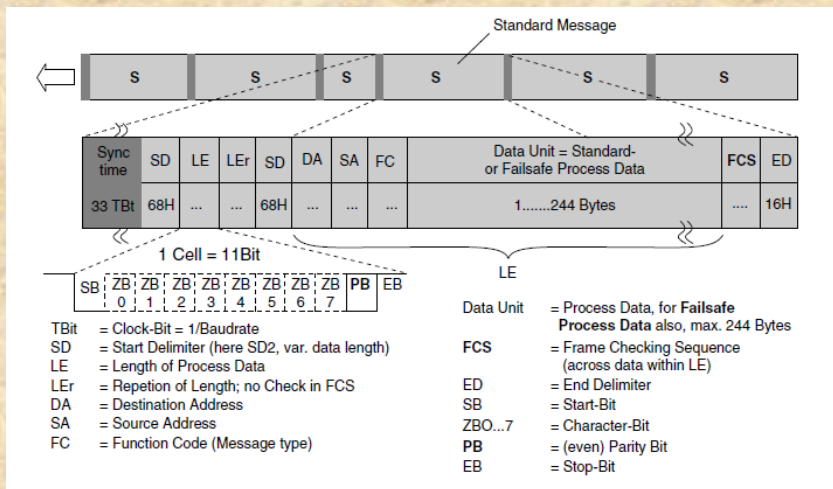 Standard Message
S S S S S S
Sync time
SD LE LEr SD DA SA FC
Data Unit = Standard-
or Failsafe Process Data
FCS ED
33 TBt 68H ... ... 68H ... ... ... 1.......244 Bytes .... 16H
1 Cell = 11Bit
LE
SB ZB 0 ZB 1 ZB 2 ZB 3 ZB 4 ZB 5 ZB 6 ZB 7 PB EB
TBit = Clock-Bit = 1/Baudrate
SD = Start Delimiter (here SD2, var. data length)
LE = Length of Process Data
LEr = Repetion of Length; no Check in FCS
DA = Destination Address
SA = Source Address
FC = Function Code (Message type)
Data Unit = Process Data, for Failsafe
Process Data also, max. 244 Bytes
FCS = Frame Checking Sequence
(across data within LE)
ED = End Delimiter
SB = Start-Bit
ZBO...7 = Character-Bit
PB = (even) Parity Bit
EB = Stop-Bit